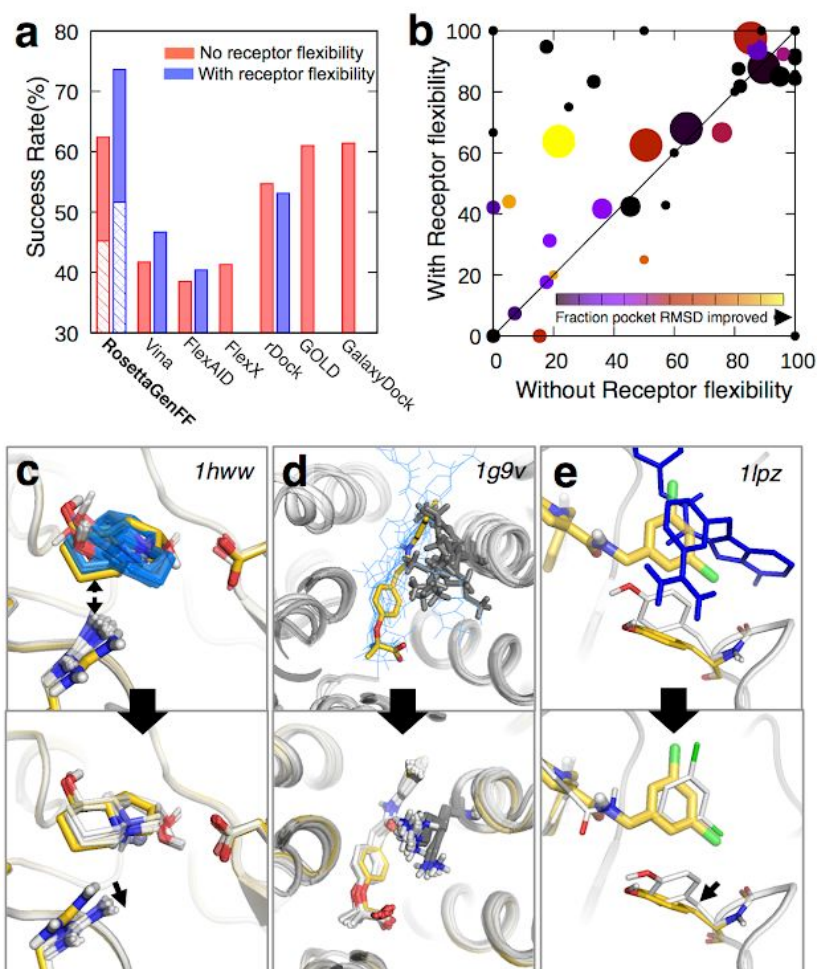 a
80
70
60
50
40
30
Success Rate(%)
No receptor flexibility
With receptor flexibility
RosettaGenFF
Vina
FlexAID
FlexX
rDock
GOLD
GalaxyDock
b
100
80
60
40
20
0
With Receptor flexibility
Fraction pocket RMSD improved
0
20
40
60
80
100
Without Receptor flexibility
c
1hww
d
1g9v
e
1lpz